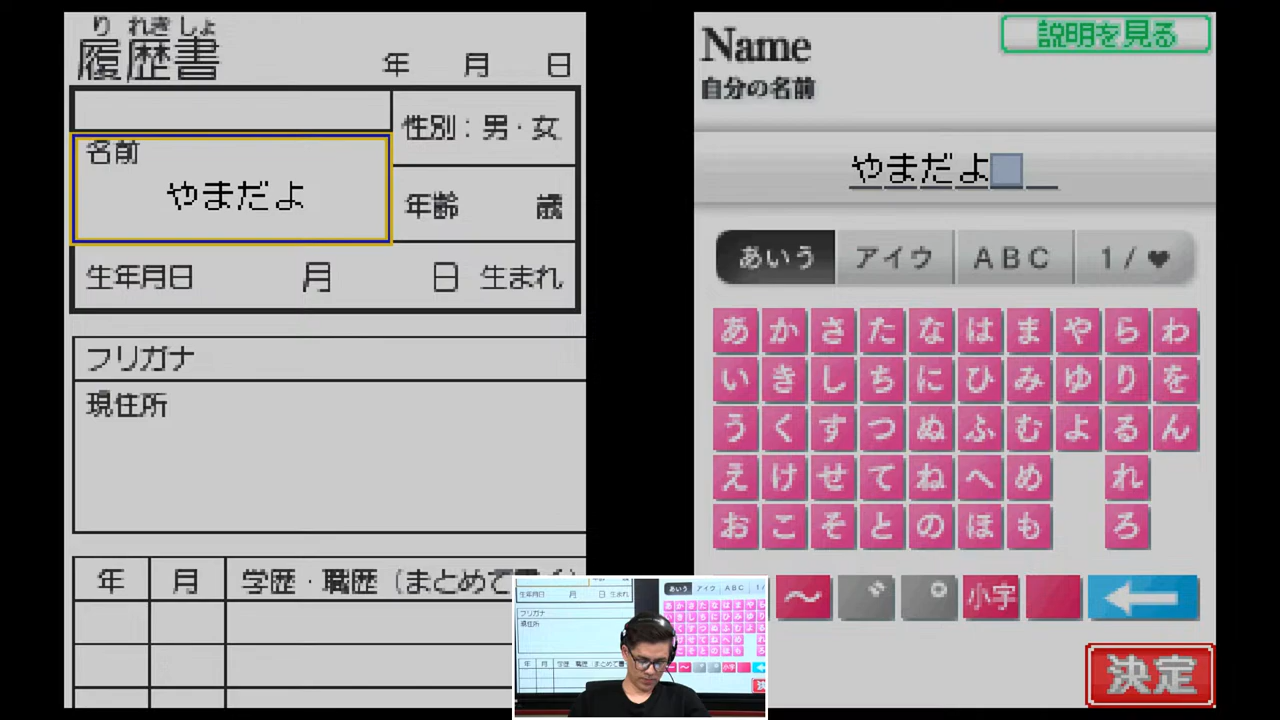 りれきしょ
履歴書
年 月 日
名前
やまだよ
性別：男・女
年齢 歳
生年月日 月 日 生まれ
フリガナ
現住所
年 月 学歴・職歴（まとめて
Name
自分の名前
説明を見る
やまだよ
あいう アイウ ABC 1/♥
あ か さ た な は ま や ら わ
い き し ち に ひ み ゆ り を
う く す つ ぬ ふ む よ る ん
え け せ て ね へ め れ
お こ そ と の ほ も ろ
〜 ゛ ゜ 小字 ←
決定